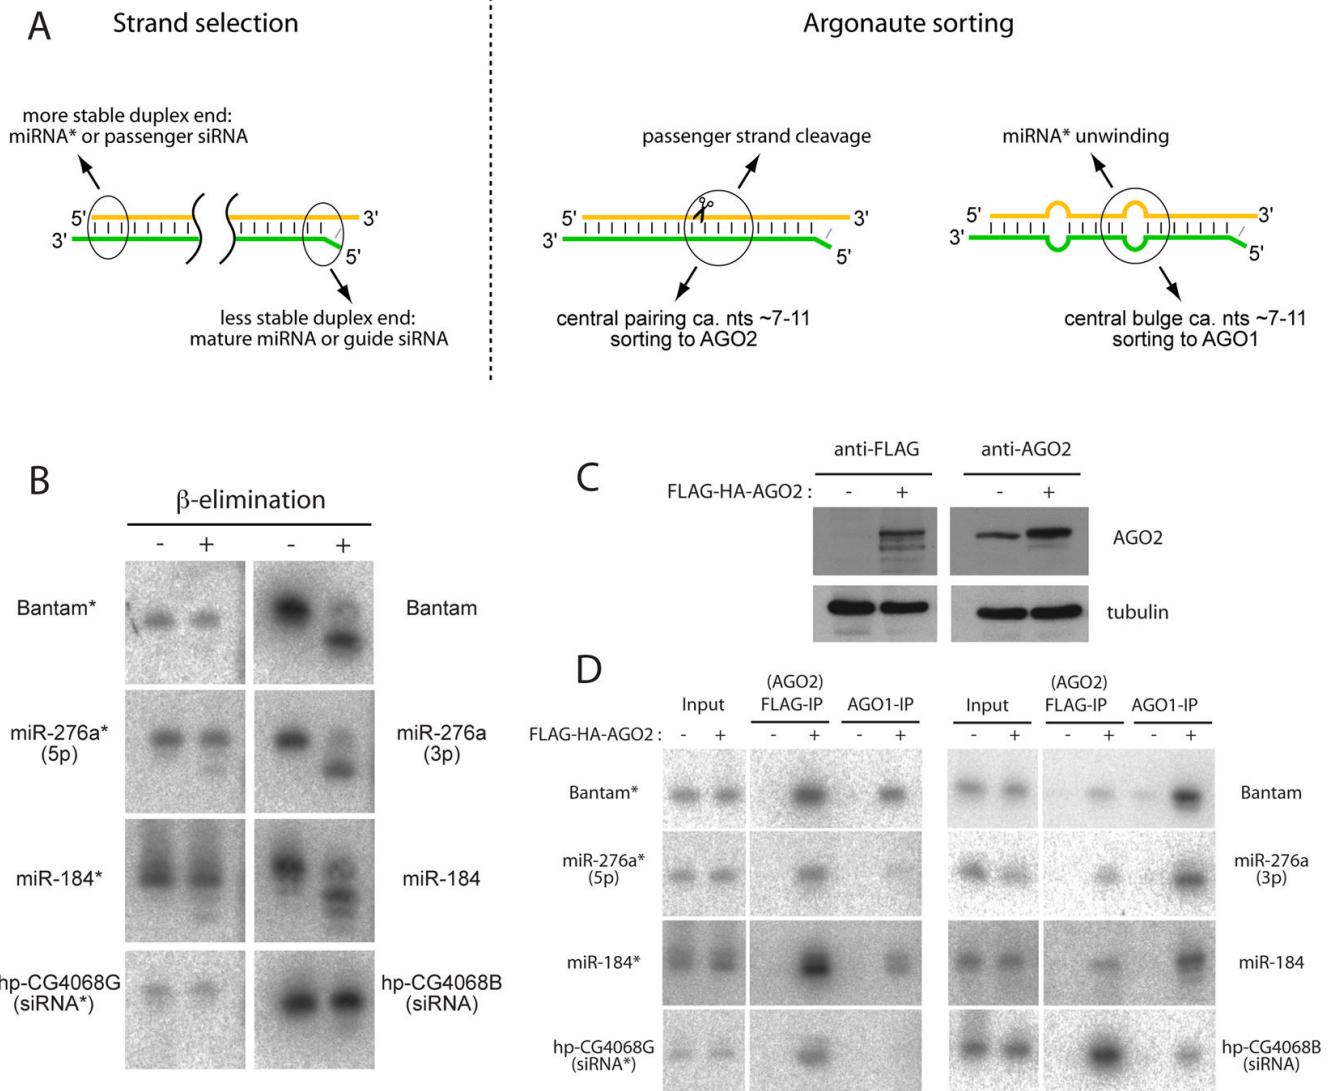 A
Strand selection
Argonaute sorting
more stable duplex end:
miRNA* or passenger siRNA
5'
3'
3'
5'
less stable duplex end:
mature miRNA or guide siRNA
passenger strand cleavage
5'
3'
3'
5'
central pairing ca. nts ~7-11
sorting to AGO2
miRNA* unwinding
5'
3'
3'
5'
central bulge ca. nts ~7-11
sorting to AGO1
B
β-elimination
- + - +
Bantam*
Bantam
miR-276a*
(5p)
miR-276a
(3p)
miR-184*
miR-184
hp-CG4068G
(siRNA*)
hp-CG4068B
(siRNA)
C
anti-FLAG
anti-AGO2
FLAG-HA-AGO2 : - + - +
AGO2
tubulin
D
Input
(AGO2)
FLAG-IP
AGO1-IP
Input
(AGO2)
FLAG-IP
AGO1-IP
FLAG-HA-AGO2 : - + - + - + - + - + - +
Bantam*
Bantam
miR-276a*
(5p)
miR-276a
(3p)
miR-184*
miR-184
hp-CG4068G
(siRNA*)
hp-CG4068B
(siRNA)